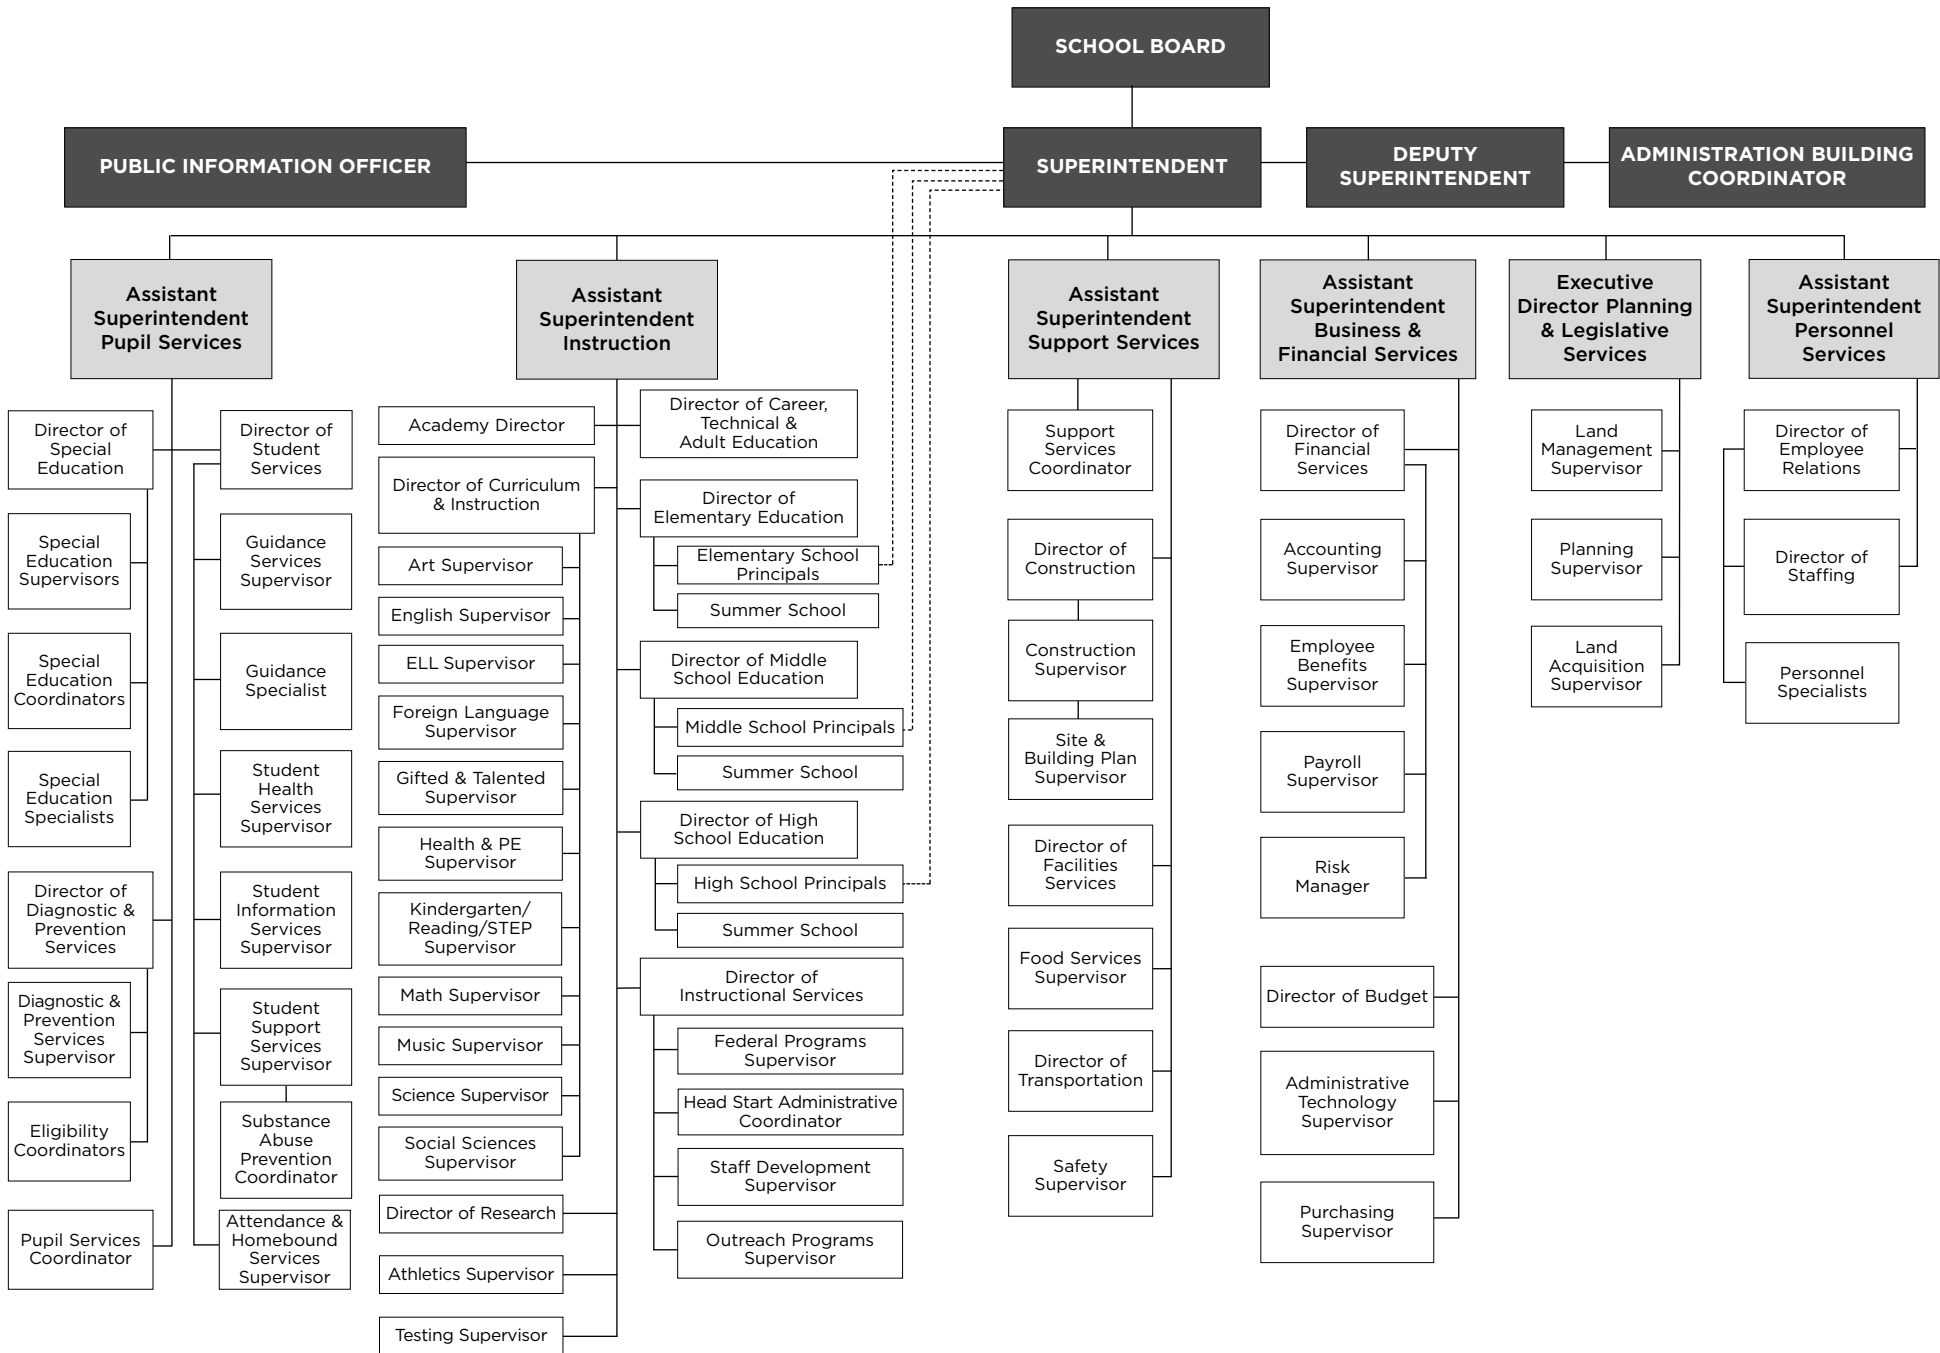 SCHOOL BOARD
PUBLIC INFORMATION OFFICER
SUPERINTENDENT
DEPUTY
SUPERINTENDENT
ADMINISTRATION BUILDING
COORDINATOR
Assistant
Superintendent
Pupil Services
Assistant
Superintendent
Instruction
Assistant
Superintendent
Support Services
Assistant
Superintendent
Business &
Financial Services
Executive
Director Planning
& Legislative
Services
Assistant
Superintendent
Personnel
Services
Director of
Special
Education
Special
Education
Supervisors
Special
Education
Coordinators
Special
Education
Specialists
Director of
Diagnostic &
Prevention
Services
Diagnostic &
Prevention
Services
Supervisor
Eligibility
Coordinators
Pupil Services
Coordinator
Director of
Student
Services
Guidance
Services
Supervisor
Guidance
Specialist
Student
Health
Services
Supervisor
Student
Information
Services
Supervisor
Student
Support
Services
Supervisor
Substance
Abuse
Prevention
Coordinator
Attendance &
Homebound
Services
Supervisor
Academy Director
Director of Curriculum
& Instruction
Art Supervisor
English Supervisor
ELL Supervisor
Foreign Language
Supervisor
Gifted & Talented
Supervisor
Health & PE
Supervisor
Kindergarten/
Reading/STEP
Supervisor
Math Supervisor
Music Supervisor
Science Supervisor
Social Sciences
Supervisor
Director of Research
Athletics Supervisor
Testing Supervisor
Director of Career,
Technical &
Adult Education
Director of
Elementary Education
Elementary School
Principals
Summer School
Director of Middle
School Education
Middle School Principals
Summer School
Director of High
School Education
High School Principals
Summer School
Director of
Instructional Services
Federal Programs
Supervisor
Head Start Administrative
Coordinator
Staff Development
Supervisor
Outreach Programs
Supervisor
Support
Services
Coordinator
Director of
Construction
Construction
Supervisor
Site &
Building Plan
Supervisor
Director of
Facilities
Services
Food Services
Supervisor
Director of
Transportation
Safety
Supervisor
Director of
Financial
Services
Accounting
Supervisor
Employee
Benefits
Supervisor
Payroll
Supervisor
Risk
Manager
Director of Budget
Administrative
Technology
Supervisor
Purchasing
Supervisor
Land
Management
Supervisor
Planning
Supervisor
Land
Acquisition
Supervisor
Director of
Employee
Relations
Director of
Staffing
Personnel
Specialists